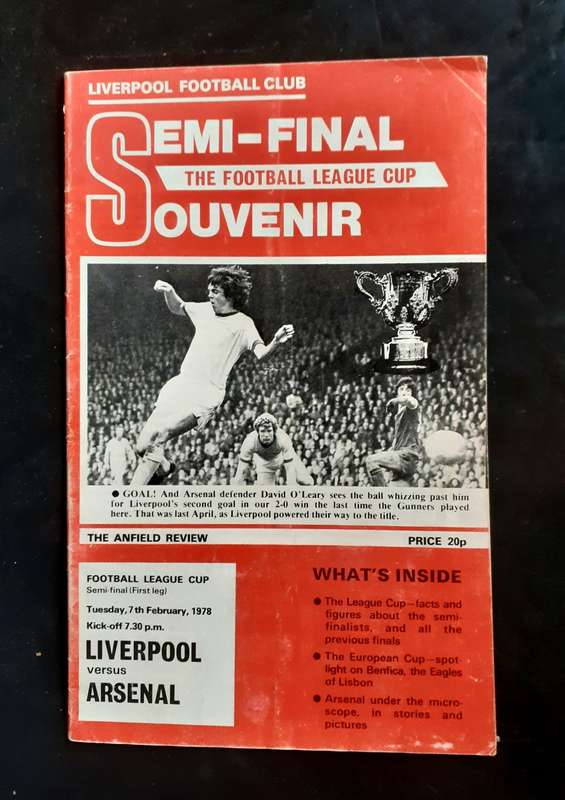 LIVERPOOL FOOTBALL CLUB
SEMI-FINAL
THE FOOTBALL LEAGUE CUP
SOUVENIR
● GOAL! And Arsenal defender David O'Leary sees the ball whizzing past him
for Liverpool's second goal in our 2-0 win the last time the Gunners played
here. That was last April, as Liverpool powered their way to the title.
THE ANFIELD REVIEW
PRICE 20p
FOOTBALL LEAGUE CUP
Semi-final (First leg)
Tuesday, 7th February, 1978
Kick-off 7.30 p.m.
LIVERPOOL
versus
ARSENAL
WHAT'S INSIDE
● The League Cup—facts and
figures about the semi-
finalists, and all the
previous finals
● The European Cup—spot-
light on Benfica, the Eagles
of Lisbon
● Arsenal under the micro-
scope, in stories and
pictures